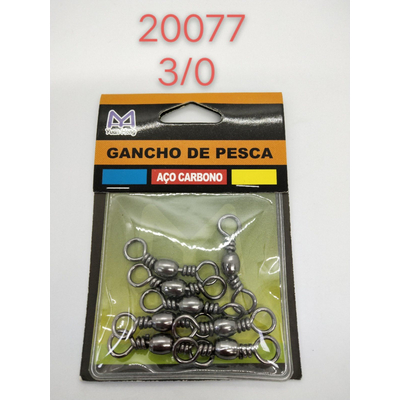 20077
3/0
GANCHO DE PESCA
AÇO CARBONO